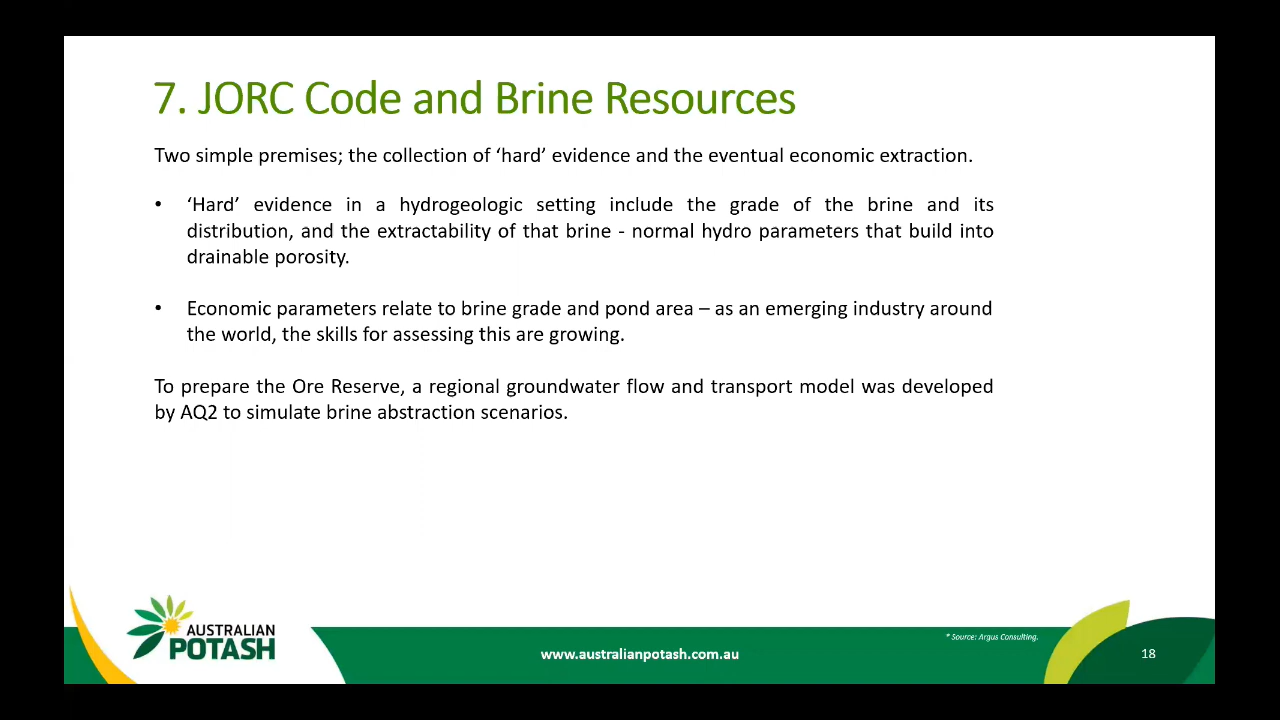 7. JORC Code and Brine Resources
Two simple premises; the collection of ‘hard’ evidence and the eventual economic extraction.
• ‘Hard’ evidence in a hydrogeologic setting include the grade of the brine and its
distribution, and the extractability of that brine - normal hydro parameters that build into
drainable porosity.
• Economic parameters relate to brine grade and pond area – as an emerging industry around
the world, the skills for assessing this are growing.
To prepare the Ore Reserve, a regional groundwater flow and transport model was developed
by AQ2 to simulate brine abstraction scenarios.
AUSTRALIAN
POTASH
* Source: Argus Consulting.
www.australianpotash.com.au
18